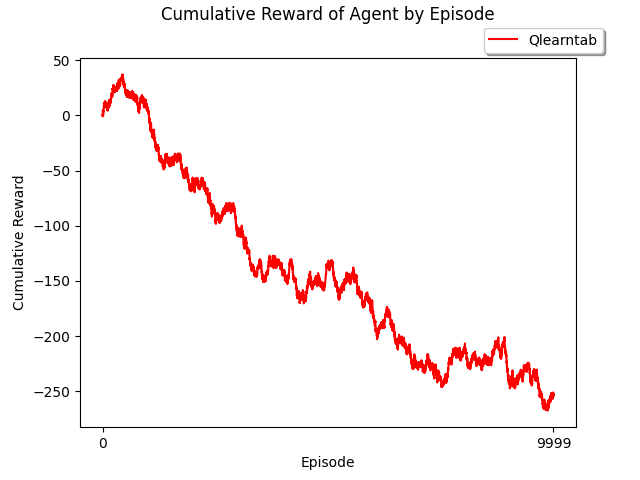 Cumulative Reward of Agent by Episode
Qlearntab
50
0
−50
−100
−150
−200
−250
Cumulative Reward
0
9999
Episode